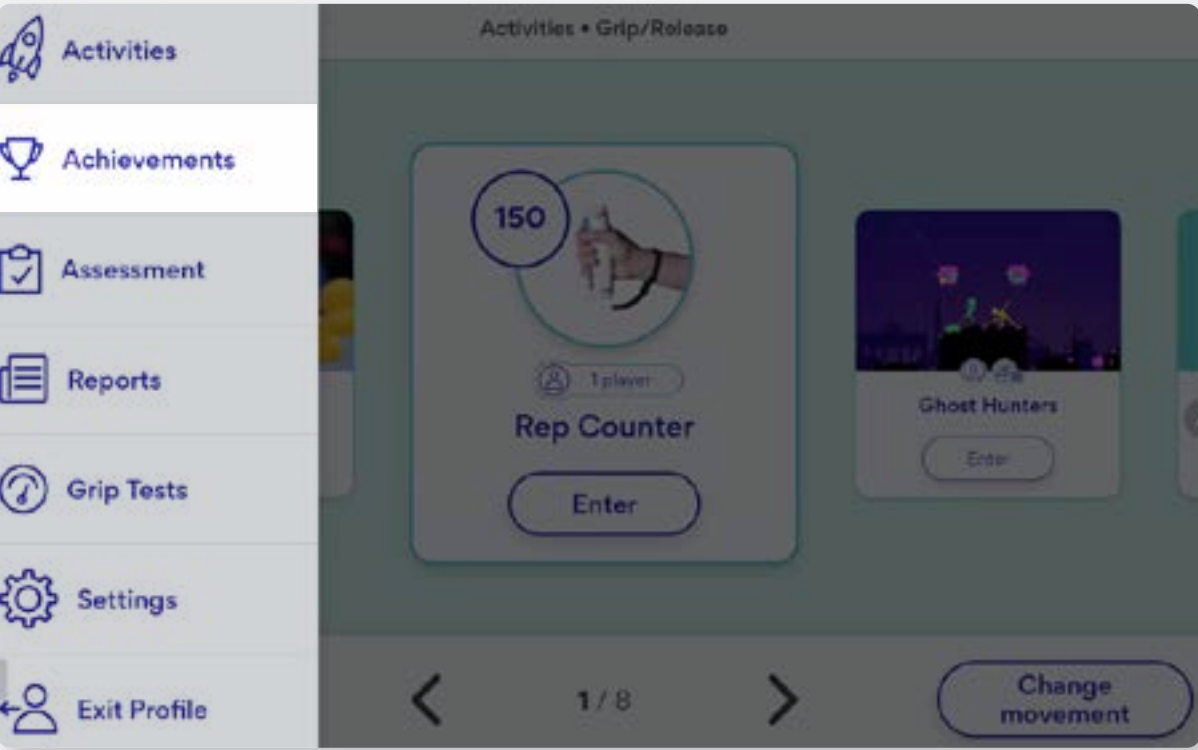 Activities
Achievements
Assessment
Reports
Grip Tests
Settings
Exit Profile
Activities • Grip/Release
150
1 player
Rep Counter
Enter
Ghost Hunters
Enter
1 / 8
Change
movement